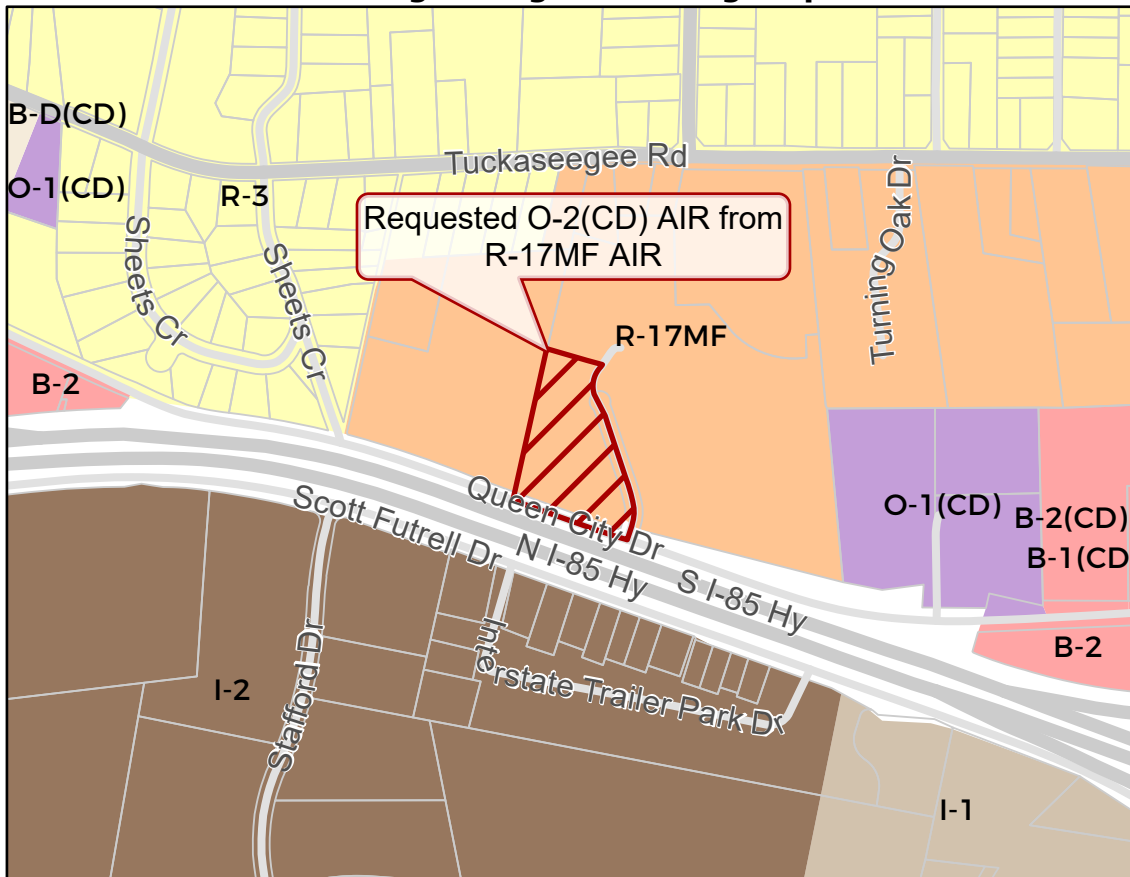 B-D(CD)
Tuckaseegee Rd
O-1(CD)
R-3
Requested O-2(CD) AIR from
R-17MF AIR
Sheets Cr
Sheets Cr
Turning Oak Dr
R-17MF
B-2
Queen City Dr
Scott Futrell Dr
N I-85 Hy
S I-85 Hy
O-1(CD)
B-2(CD)
B-1(CD
B-2
Stafford Dr
Interstate Trailer Park Dr
I-2
I-1